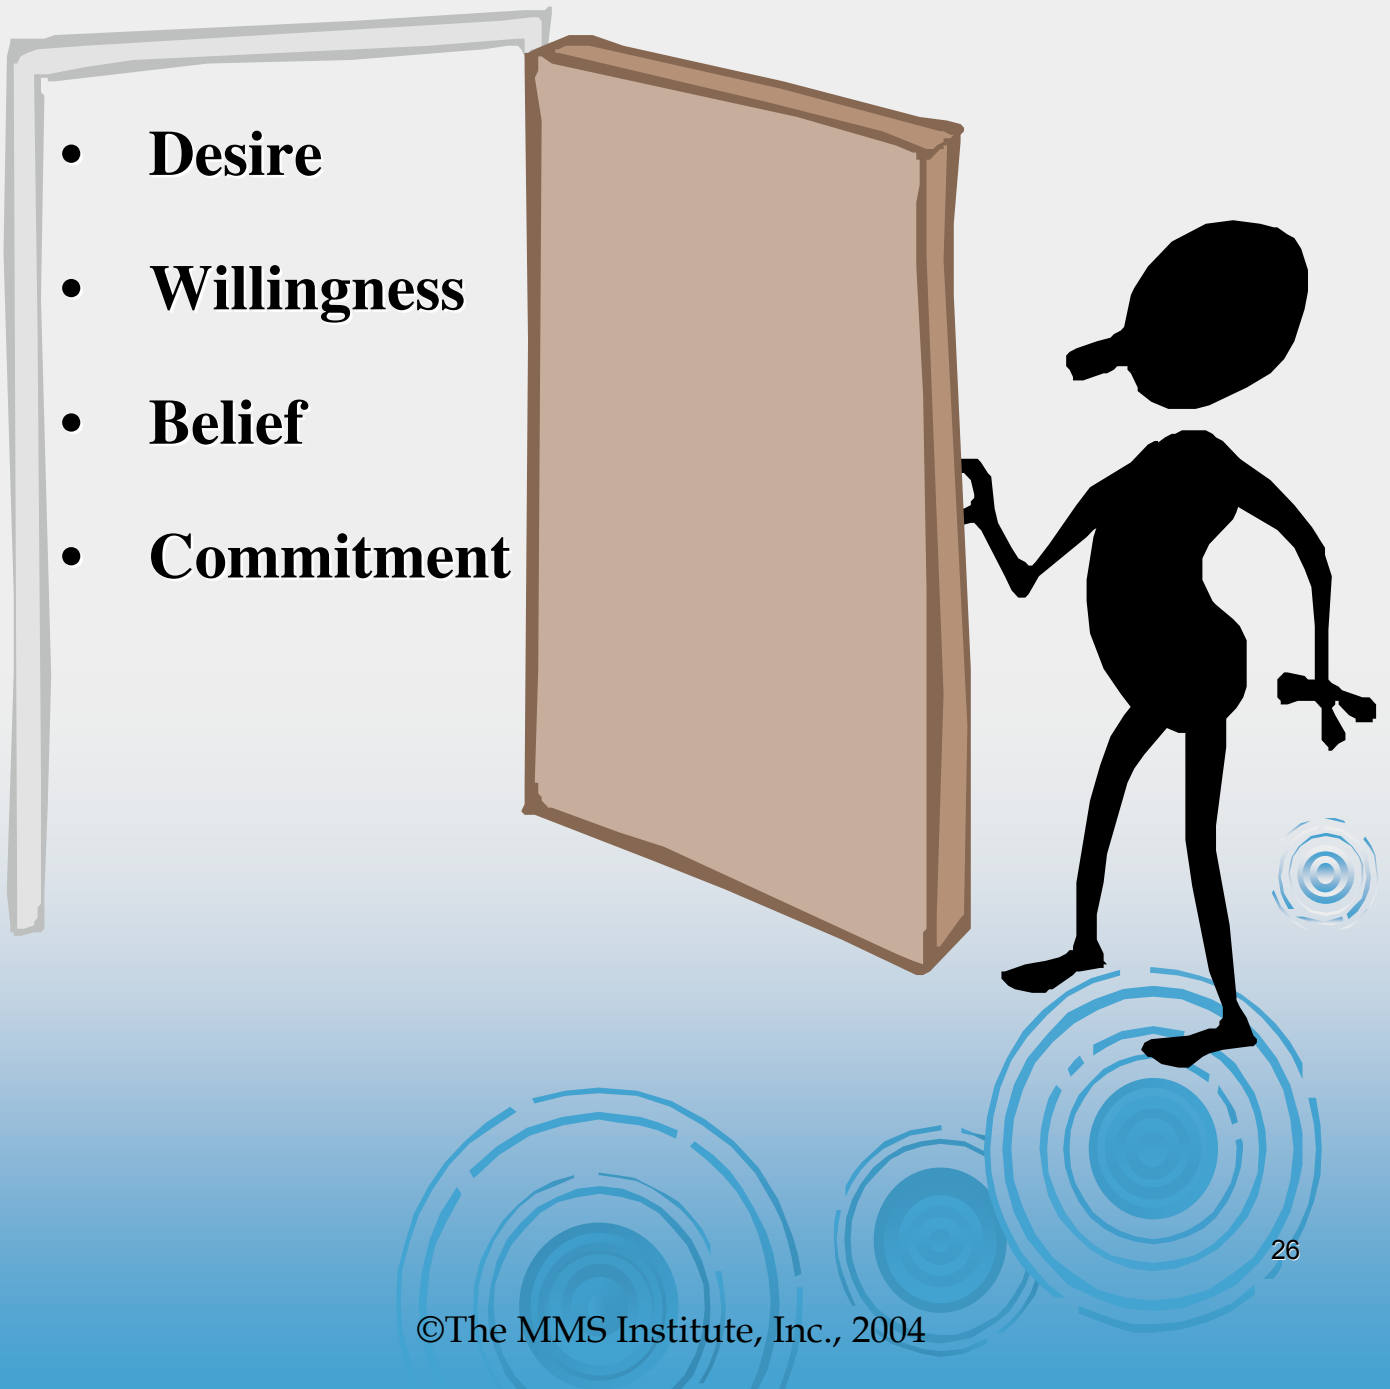 • Desire
• Willingness
• Belief
• Commitment
26
©The MMS Institute, Inc., 2004